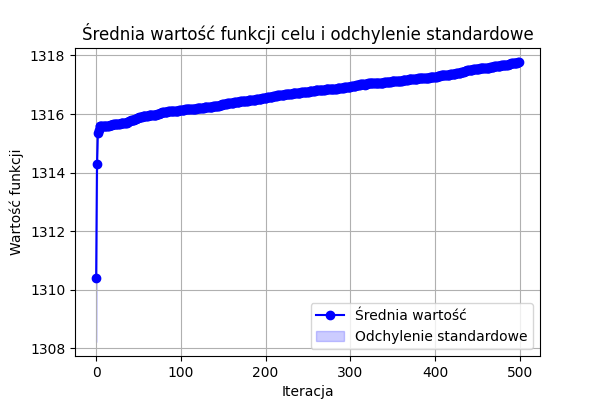 Średnia wartość funkcji celu i odchylenie standardowe
1318
1316
1314
1312
1310
1308
Wartość funkcji
0 100 200 300 400 500
Iteracja
Średnia wartość
Odchylenie standardowe